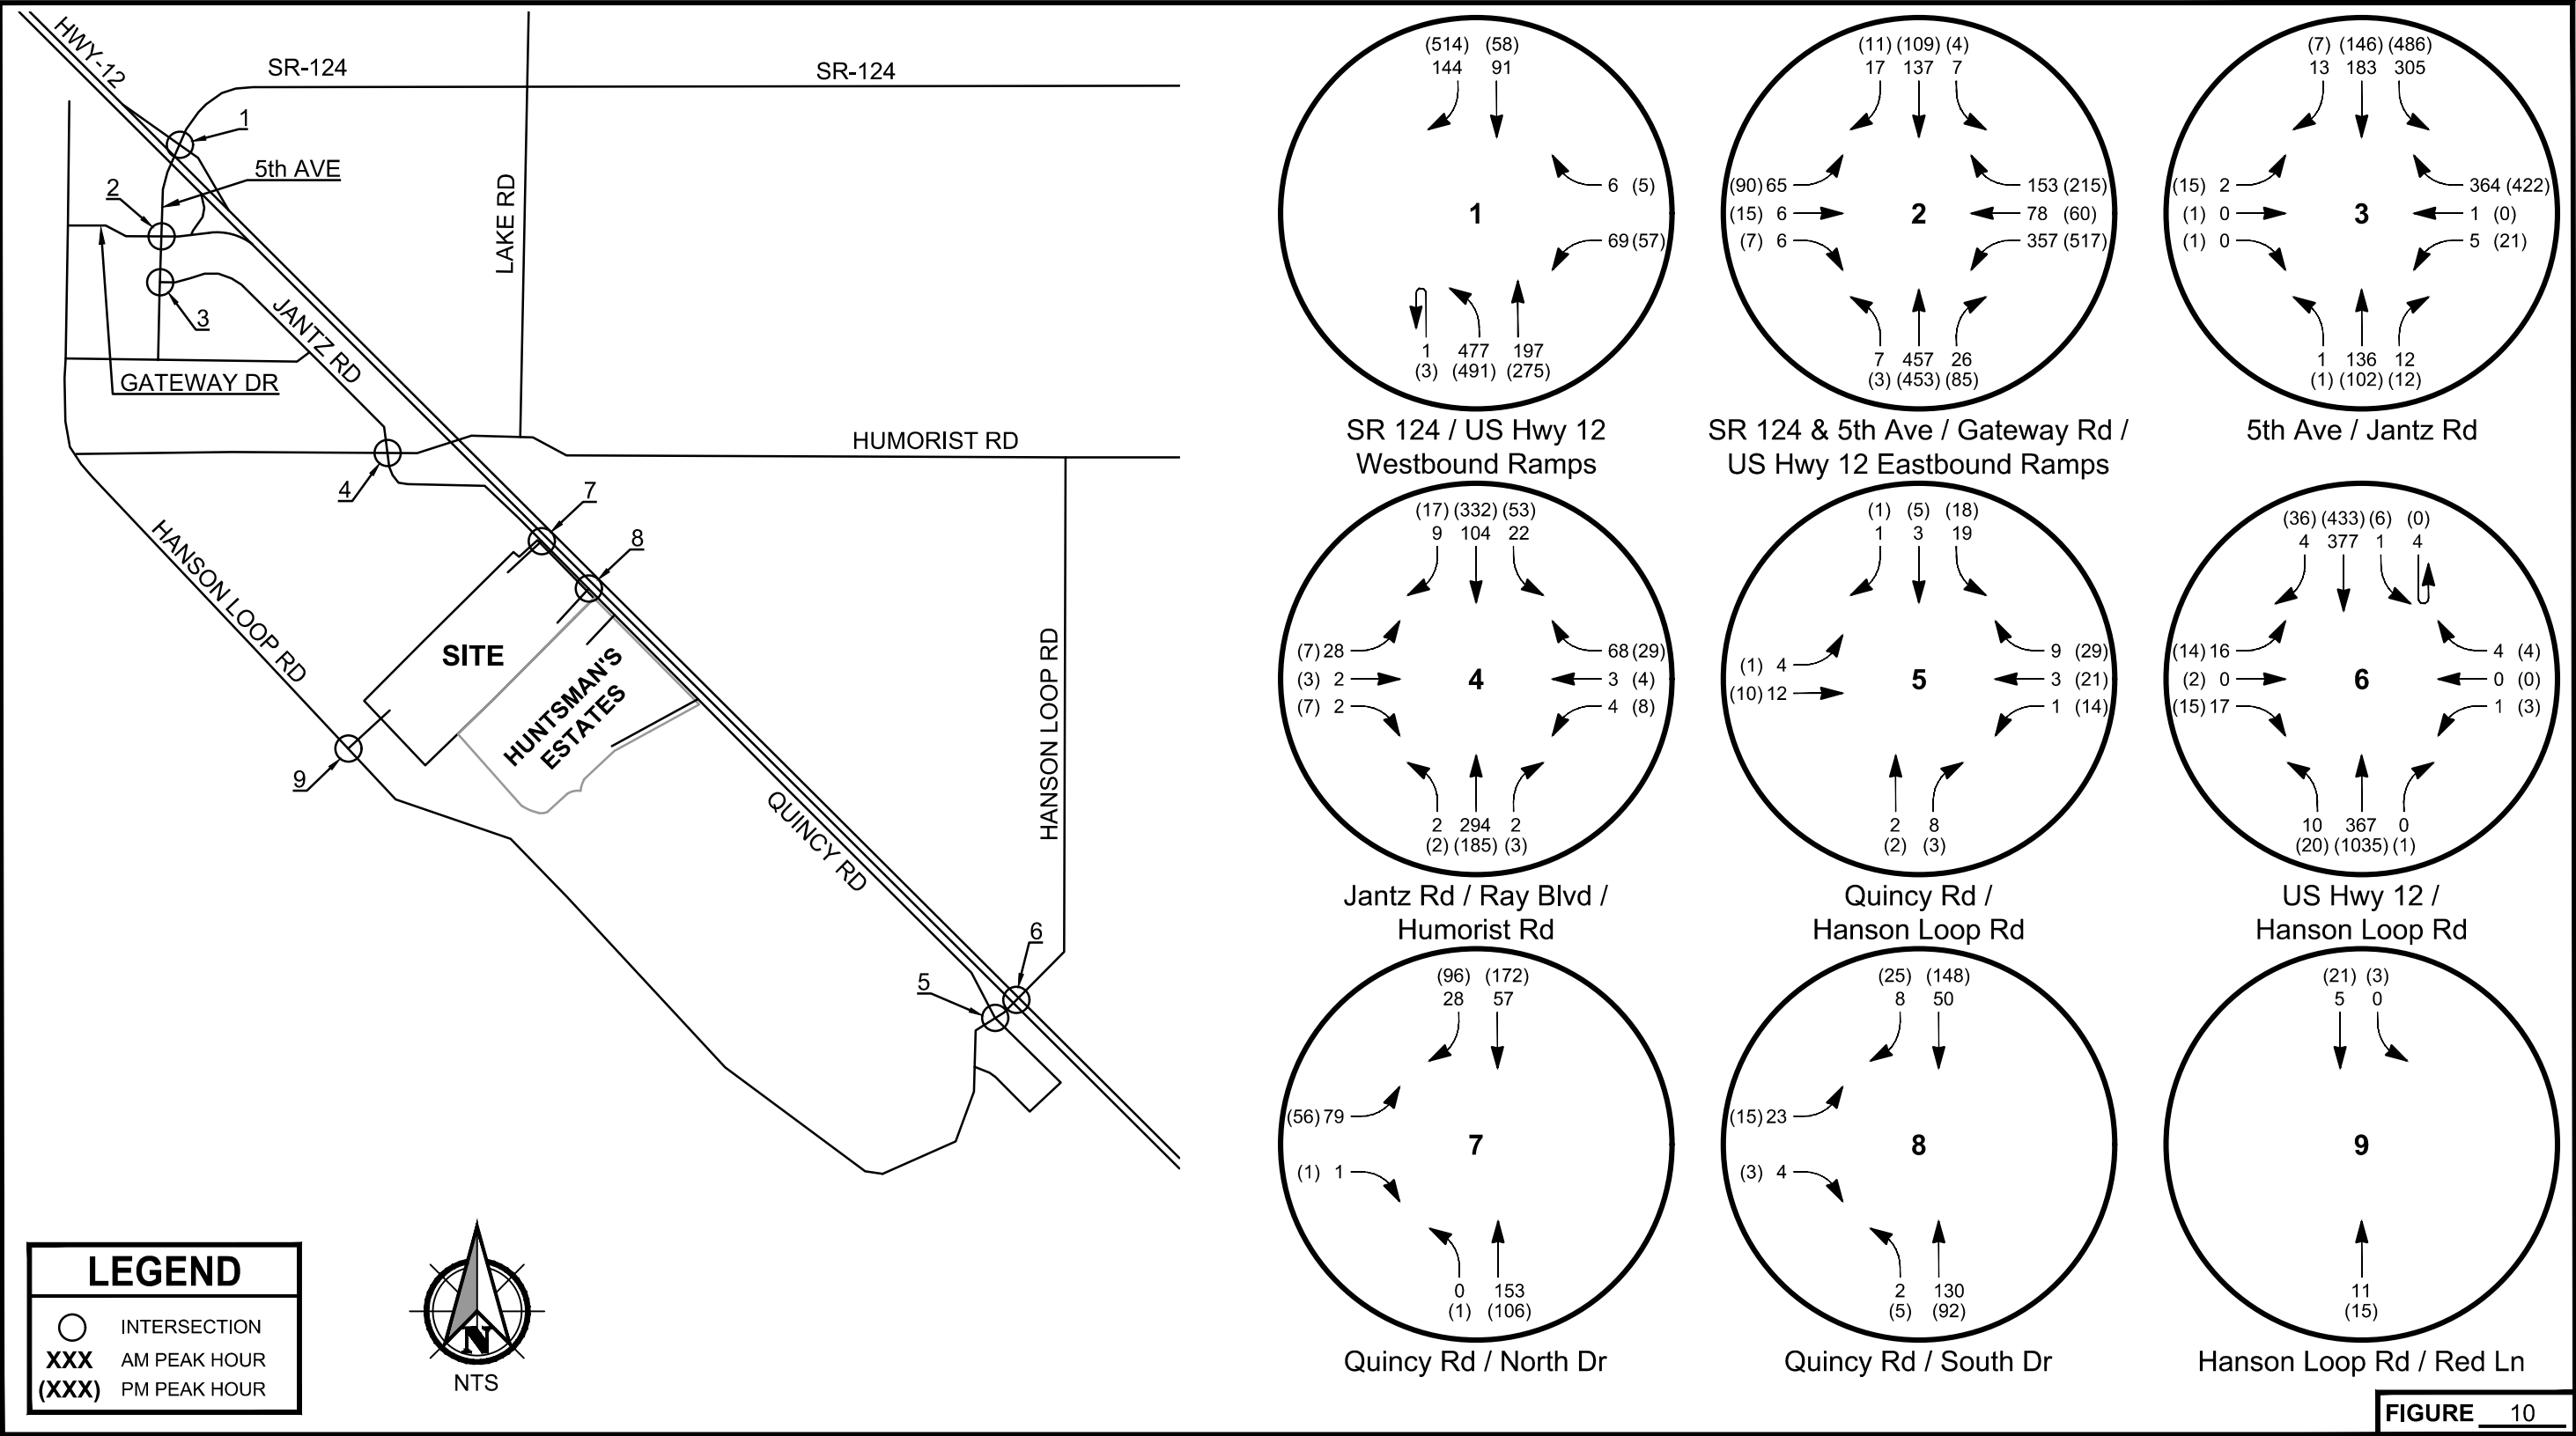 HWY-12
SR-124
SR-124
1
5th AVE
2
LAKE RD
3
JANTZ RD
GATEWAY DR
HUMORIST RD
4
7
8
HANSON LOOP RD
SITE
HUNTSMAN'S
ESTATES
HANSON LOOP RD
9
QUINCY RD
6
5
LEGEND
INTERSECTION
XXX AM PEAK HOUR
(XXX) PM PEAK HOUR
N
NTS
(514) (58)
144 91
6 (5)
1
69 (57)
1 477 197
(3) (491) (275)
SR 124 / US Hwy 12
Westbound Ramps
(11) (109) (4)
17 137 7
(90) 65 153 (215)
(15) 6 2 78 (60)
(7) 6 357 (517)
7 457 26
(3) (453) (85)
SR 124 & 5th Ave / Gateway Rd /
US Hwy 12 Eastbound Ramps
(7) (146) (486)
13 183 305
(15) 2 364 (422)
(1) 0 3 1 (0)
(1) 0 5 (21)
1 136 12
(1) (102) (12)
5th Ave / Jantz Rd
(17) (332) (53)
9 104 22
(7) 28 68 (29)
(3) 2 4 3 (4)
(7) 2 4 (8)
2 294 2
(2) (185) (3)
Jantz Rd / Ray Blvd /
Humorist Rd
(1) (5) (18)
1 3 19
9 (29)
(1) 4
5 3 (21)
(10) 12
1 (14)
2 8
(2) (3)
Quincy Rd /
Hanson Loop Rd
(36) (433) (6) (0)
4 377 1 4
(14) 16 4 (4)
(2) 0 6 0 (0)
(15) 17 1 (3)
10 367 0
(20) (1035) (1)
US Hwy 12 /
Hanson Loop Rd
(96) (172)
28 57
(56) 79
7
(1) 1
0 153
(1) (106)
Quincy Rd / North Dr
(25) (148)
8 50
(15) 23
8
(3) 4
2 130
(5) (92)
Quincy Rd / South Dr
(21) (3)
5 0
9
11
(15)
Hanson Loop Rd / Red Ln
FIGURE 10